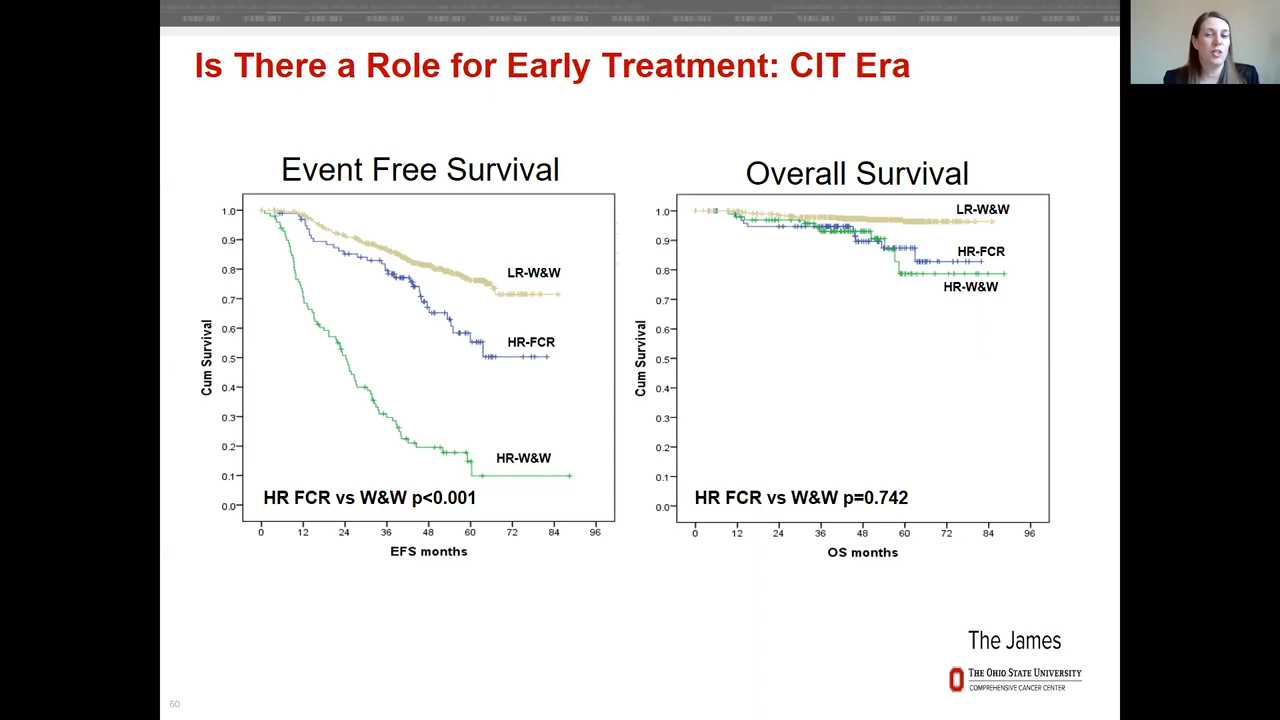 Is There a Role for Early Treatment: CIT Era
Event Free Survival
1.0
0.9
0.8
0.7
0.6
0.5
0.4
0.3
0.2
0.1
0.0
Cum Survival
LR-W&W
HR-FCR
HR-W&W
HR FCR vs W&W p<0.001
0 12 24 36 48 60 72 84 96
EFS months
Overall Survival
1.0
0.9
0.8
0.7
0.6
0.5
0.4
0.3
0.2
0.1
0.0
Cum Survival
LR-W&W
HR-FCR
HR-W&W
HR FCR vs W&W p=0.742
0 12 24 36 48 60 72 84 96
OS months
The James
THE OHIO STATE UNIVERSITY
COMPREHENSIVE CANCER CENTER
60